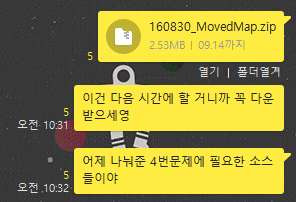 160830_MovedMap.zip
2.53MB | 09.14까지
5
열기 | 폴더열기
이건 다음 시간에 할 거니까 꼭 다운
받으세영
5
오전 10:31
어제 나눠준 4번문제에 필요한 소스
들이야
5
오전 10:32